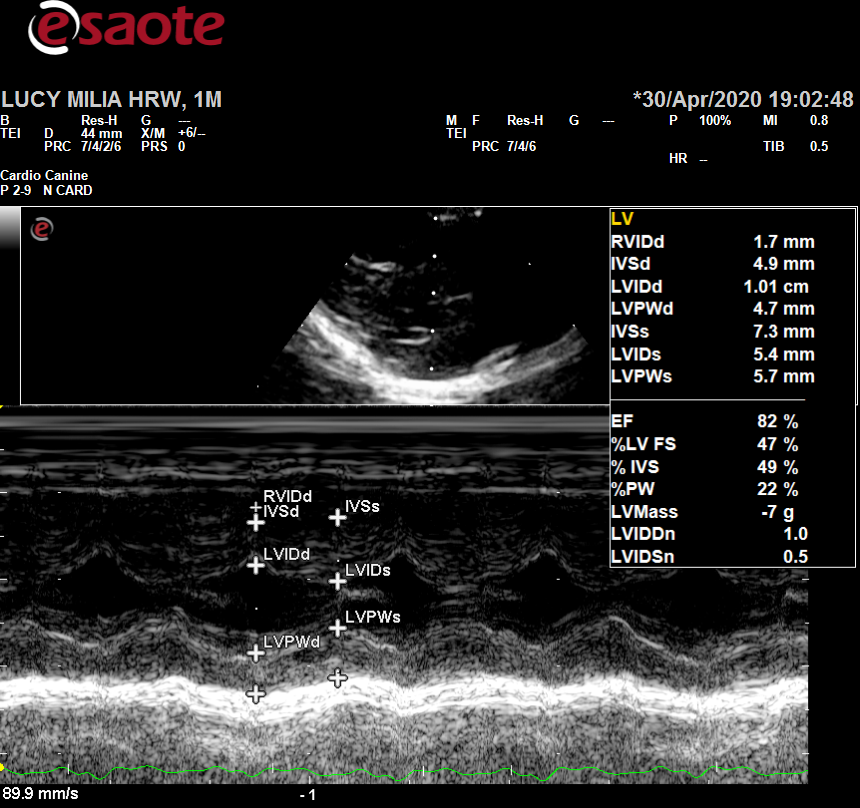 esaote
LUCY MILIA HRW, 1M *30/Apr/2020 19:02:48
B Res-H G --- M F Res-H G --- P 100% MI 0.8
TEI D 44 mm X/M +6/-- TEI
PRC 7/4/2/6 PRS 0 PRC 7/4/6 TIB 0.5
HR --
Cardio Canine
P 2-9 N CARD
e
LV
RVIDd 1.7 mm
IVSd 4.9 mm
LVIDd 1.01 cm
LVPWd 4.7 mm
IVSs 7.3 mm
LVIDs 5.4 mm
LVPWs 5.7 mm
EF 82 %
%LV FS 47 %
% IVS 49 %
%PW 22 %
LVMass -7 g
LVIDDn 1.0
LVIDSn 0.5
RVIDd
IVSd
IVSs
LVIDd
LVIDs
LVPWs
LVPWd
89.9 mm/s -1